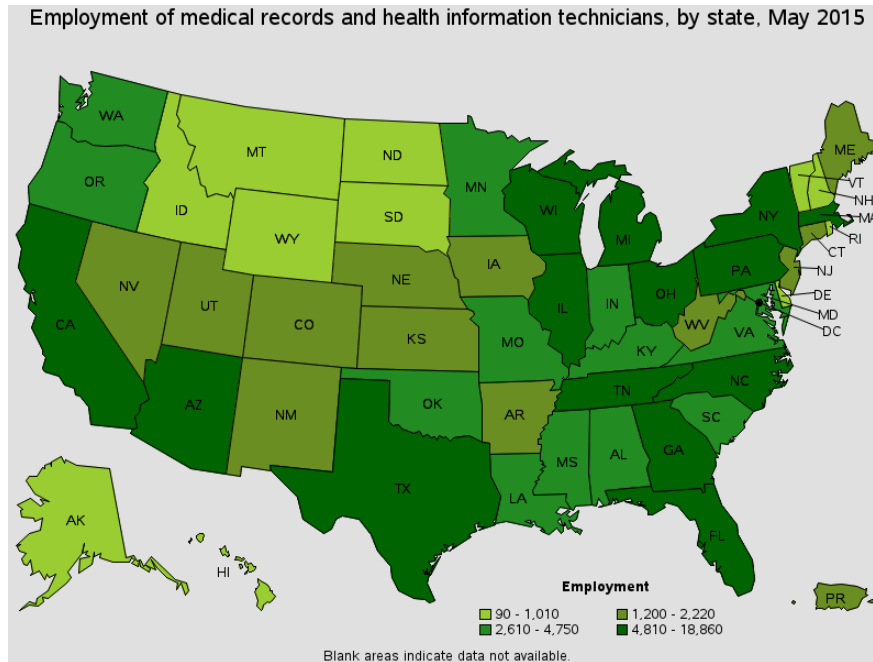 Employment of medical records and health information technicians, by state, May 2015
WA
MT
ND
MN
ME
OR
ID
SD
WI
VT
NH
WY
MI
NY
MA
RI
CT
NV
UT
NE
IA
PA
NJ
CA
CO
IL
IN
OH
DE
KS
MO
WV
VA
MD
DC
KY
AZ
NM
OK
AR
TN
NC
SC
MS
AL
GA
TX
LA
FL
AK
HI
PR
Employment
90 - 1,010 1,200 - 2,220
2,610 - 4,750 4,810 - 18,860
Blank areas indicate data not available.